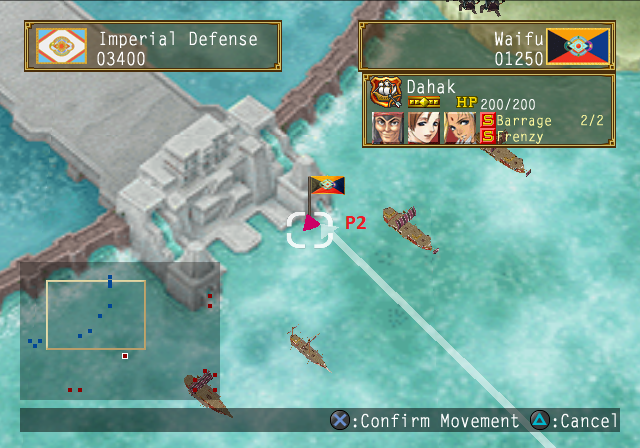 Imperial Defense
03400
Waifu
01250
Dahak
HP 200/200
S Barrage 2/2
S Frenzy
P2
:Confirm Movement :Cancel